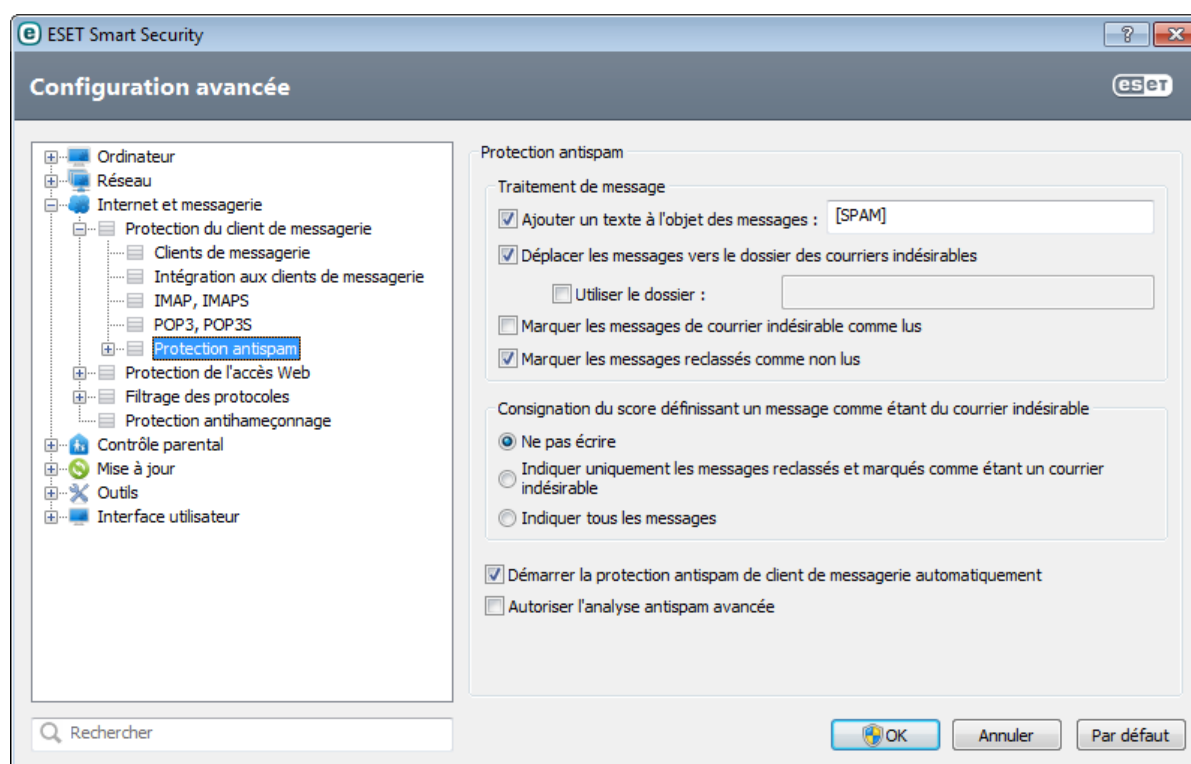 ESET Smart Security
Configuration avancée
eseT
Ordinateur
Réseau
Internet et messagerie
Protection du client de messagerie
Clients de messagerie
Intégration aux clients de messagerie
IMAP, IMAPS
POP3, POP3S
Protection antispam
Protection de l'accès Web
Filtrage des protocoles
Protection antihameçonnage
Contrôle parental
Mise à jour
Outils
Interface utilisateur
Rechercher
Protection antispam
Traitement de message
Ajouter un texte à l'objet des messages : [SPAM]
Déplacer les messages vers le dossier des courriers indésirables
Utiliser le dossier :
Marquer les messages de courrier indésirable comme lus
Marquer les messages reclassés comme non lus
Consignation du score définissant un message comme étant du courrier indésirable
Ne pas écrire
Indiquer uniquement les messages reclassés et marqués comme étant un courrier
indésirable
Indiquer tous les messages
Démarrer la protection antispam de client de messagerie automatiquement
Autoriser l'analyse antispam avancée
OK
Annuler
Par défaut